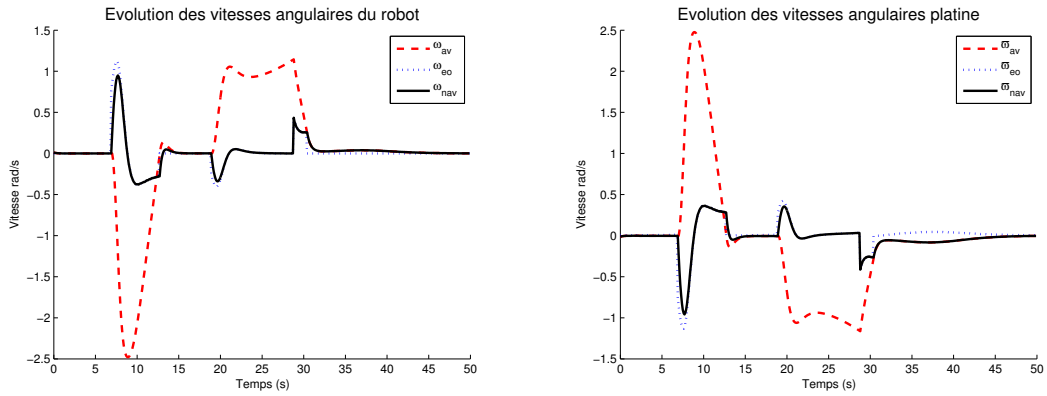 Evolution des vitesses angulaires du robot
1.5
1
0.5
0
−0.5
−1
−1.5
−2
−2.5
Vitesse rad/s
0 5 10 15 20 25 30 35 40 45 50
Temps (s)
ω_av
ω_eo
ω_nav
Evolution des vitesses angulaires platine
2.5
2
1.5
1
0.5
0
−0.5
−1
−1.5
Vitesse rad/s
0 5 10 15 20 25 30 35 40 45 50
Temps (s)
ϖ_av
ϖ_eo
ϖ_nav